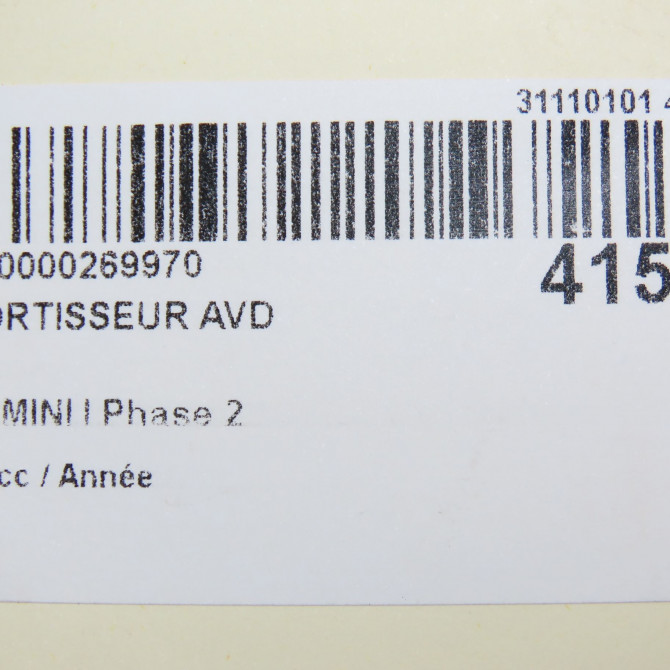 31110101 4
0000269970
415
ORTISSEUR AVD
MINI I Phase 2
cc / Année